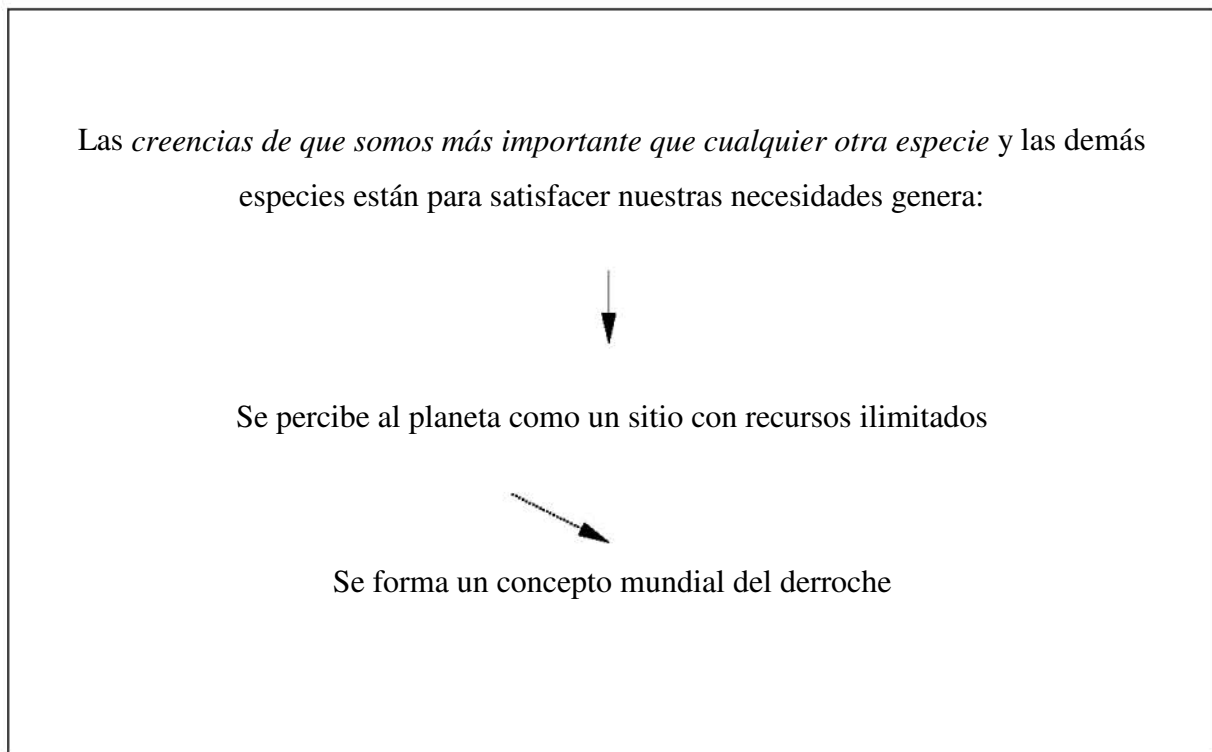 Las creencias de que somos más importante que cualquier otra especie y las demás
especies están para satisfacer nuestras necesidades genera:
Se percibe al planeta como un sitio con recursos ilimitados
Se forma un concepto mundial del derroche